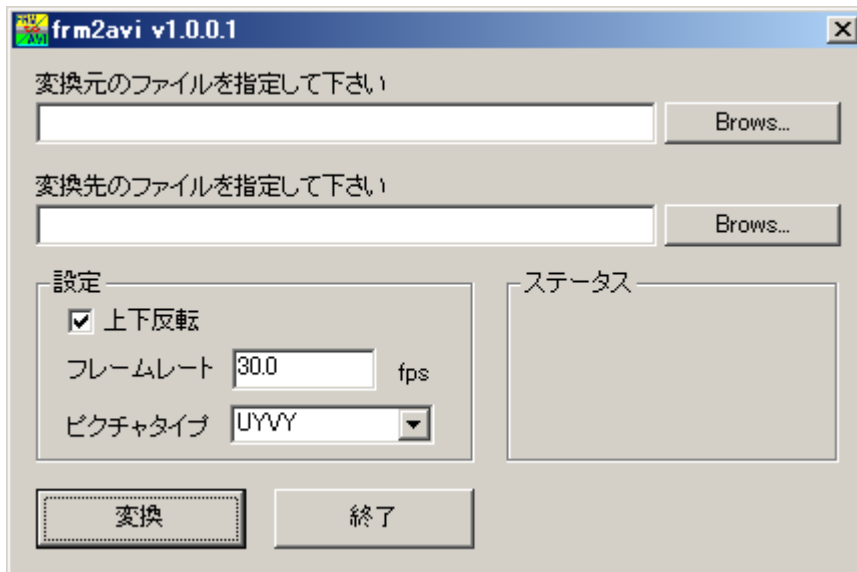 frm2avi v1.0.0.1
変換元のファイルを指定して下さい
Brows...
変換先のファイルを指定して下さい
Brows...
設定
上下反転
フレームレート 30.0 fps
ピクチャタイプ UYVY
ステータス
変換 終了